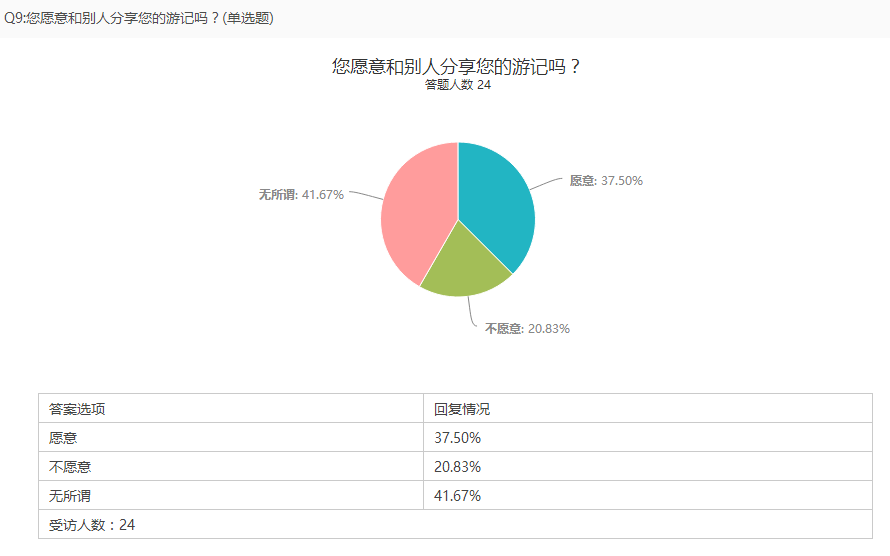 Q9:您愿意和别人分享您的游记吗？(单选题)
您愿意和别人分享您的游记吗？
答题人数 24
愿意: 37.50%
无所谓: 41.67%
不愿意: 20.83%
答案选项 回复情况
愿意 37.50%
不愿意 20.83%
无所谓 41.67%
受访人数：24